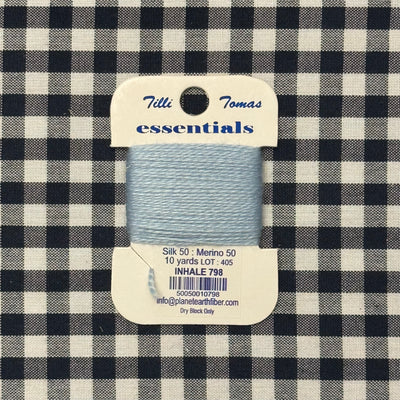 Tilli Tomas
essentials
Silk 50 : Merino 50
10 yards LOT : 405
INHALE 798
50050010798
info@planetearthfiber.com
Dry Block Only